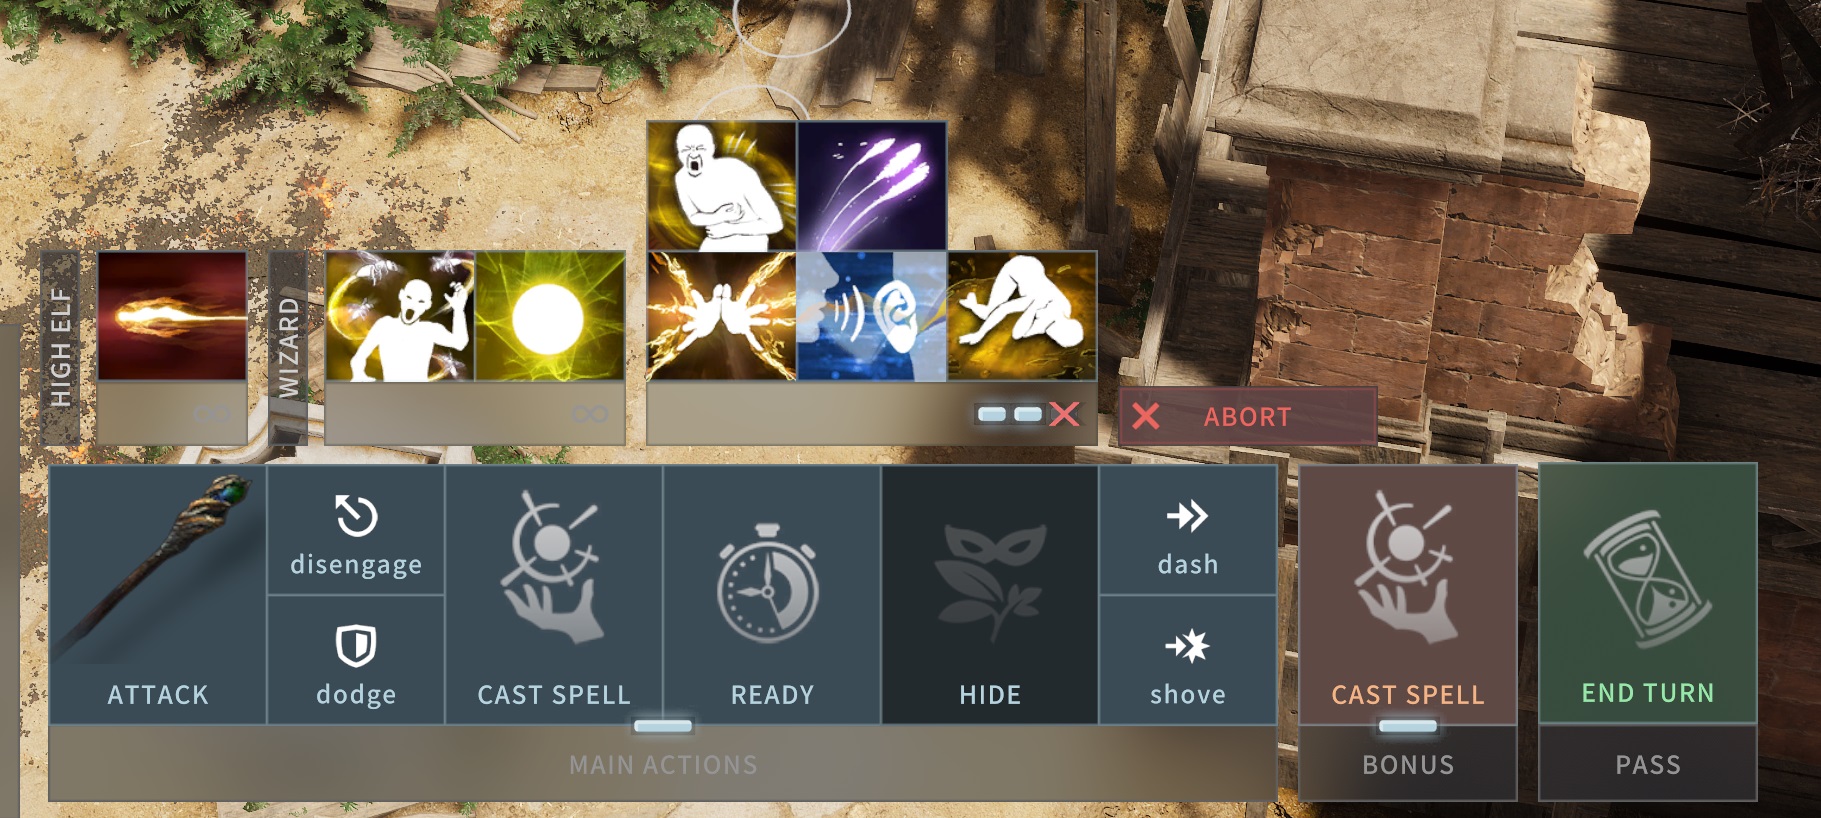 HIGH ELF
WIZARD
ABORT
disengage
dash
dodge
shove
ATTACK
CAST SPELL
READY
HIDE
CAST SPELL
END TURN
MAIN ACTIONS
BONUS
PASS